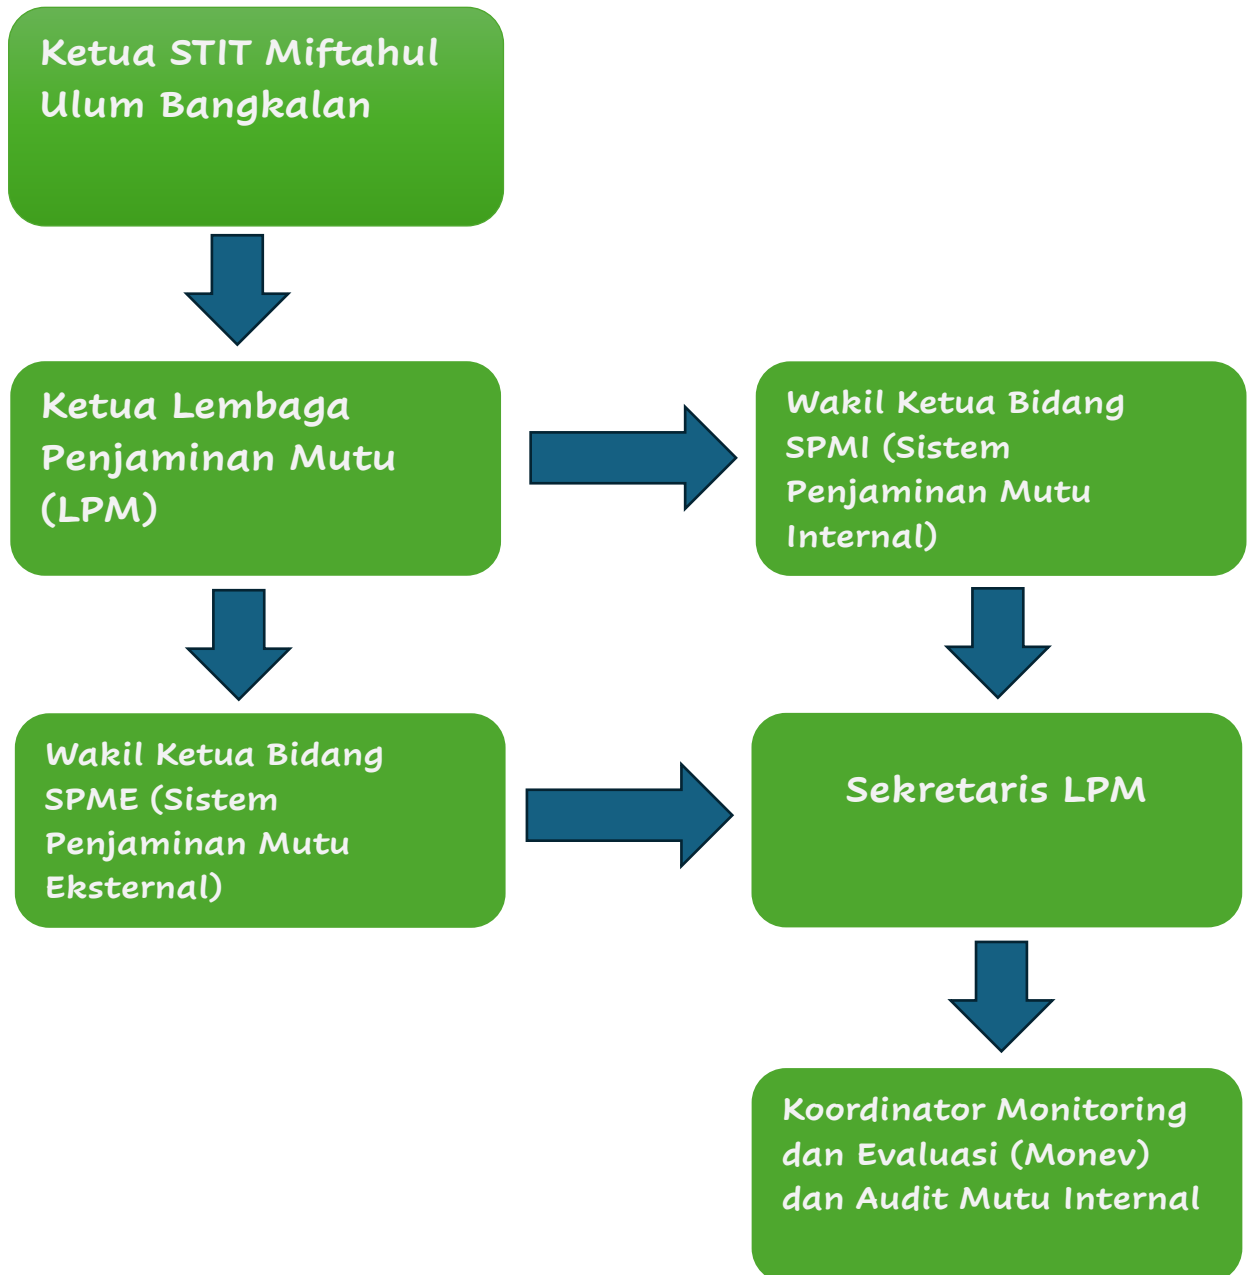 Ketua STIT Miftahul
Ulum Bangkalan
Ketua Lembaga
Penjaminan Mutu
(LPM)
Wakil Ketua Bidang
SPMI (Sistem
Penjaminan Mutu
Internal)
Wakil Ketua Bidang
SPME (Sistem
Penjaminan Mutu
Eksternal)
Sekretaris LPM
Koordinator Monitoring
dan Evaluasi (Monev)
dan Audit Mutu Internal